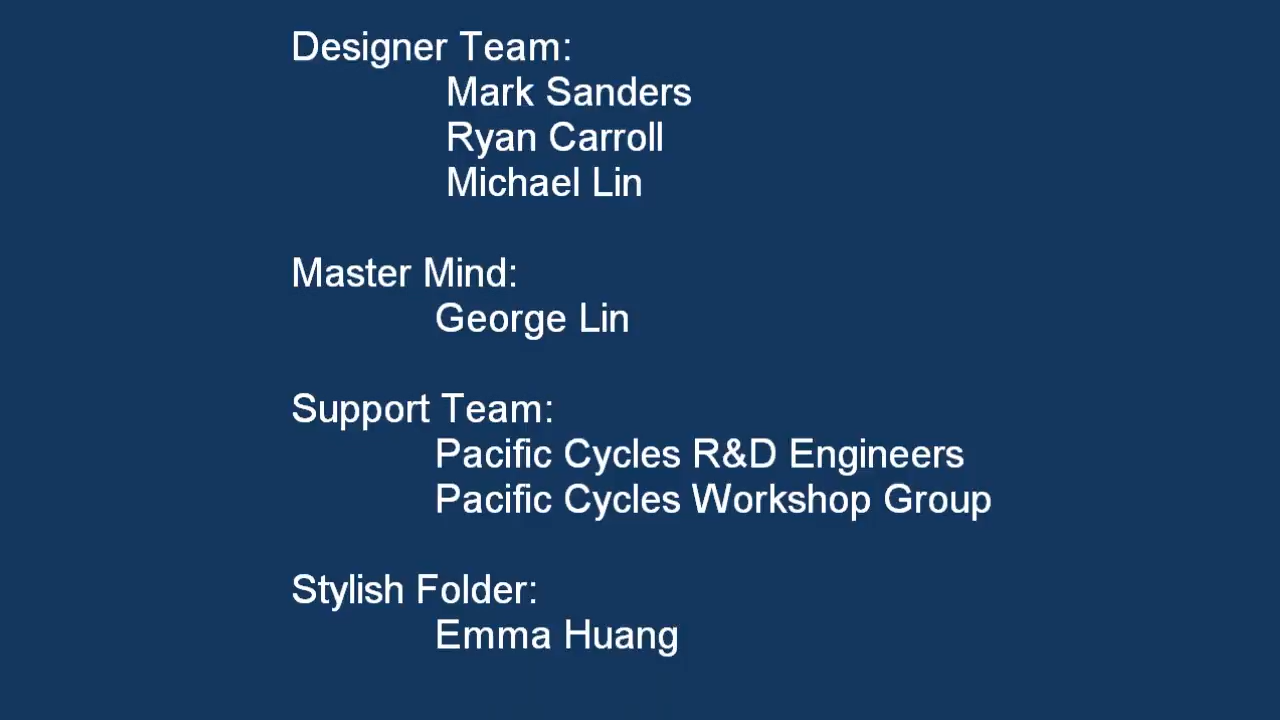 Designer Team:
Mark Sanders
Ryan Carroll
Michael Lin
Master Mind:
George Lin
Support Team:
Pacific Cycles R&D Engineers
Pacific Cycles Workshop Group
Stylish Folder:
Emma Huang